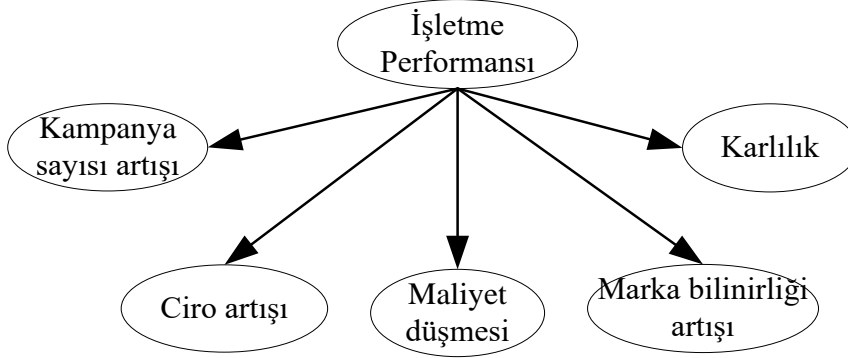 İşletme
Performansı
Kampanya
sayısı artışı
Karlılık
Ciro artışı
Maliyet
düşmesi
Marka bilinirliği
artışı